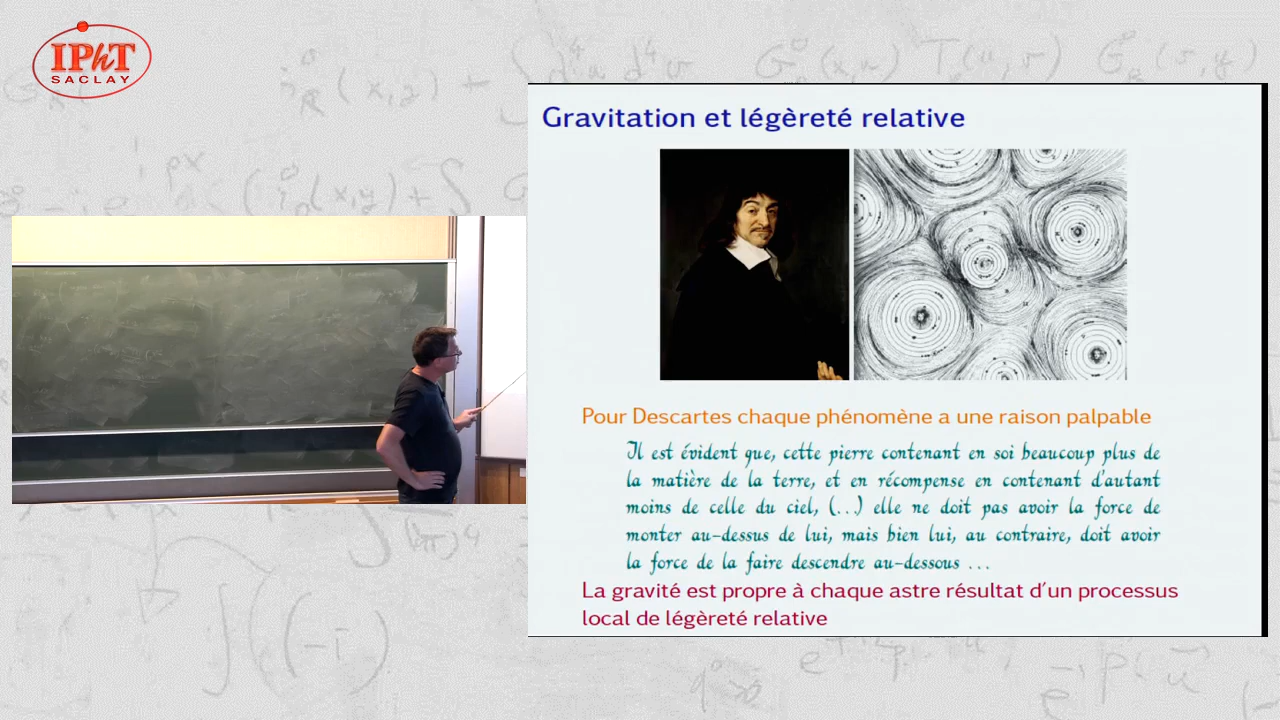 IPhT
SACLAY
Gravitation et légèreté relative
Pour Descartes chaque phénomène a une raison palpable
Il est évident que, cette pierre contenant en soi beaucoup plus de
la matière de la terre, et en récompense en contenant d'autant
moins de celle du ciel, (...) elle ne doit pas avoir la force de
monter au-dessus de lui, mais bien lui, au contraire, doit avoir
la force de la faire descendre au-dessous ...
La gravité est propre à chaque astre résultat d'un processus
local de légèreté relative